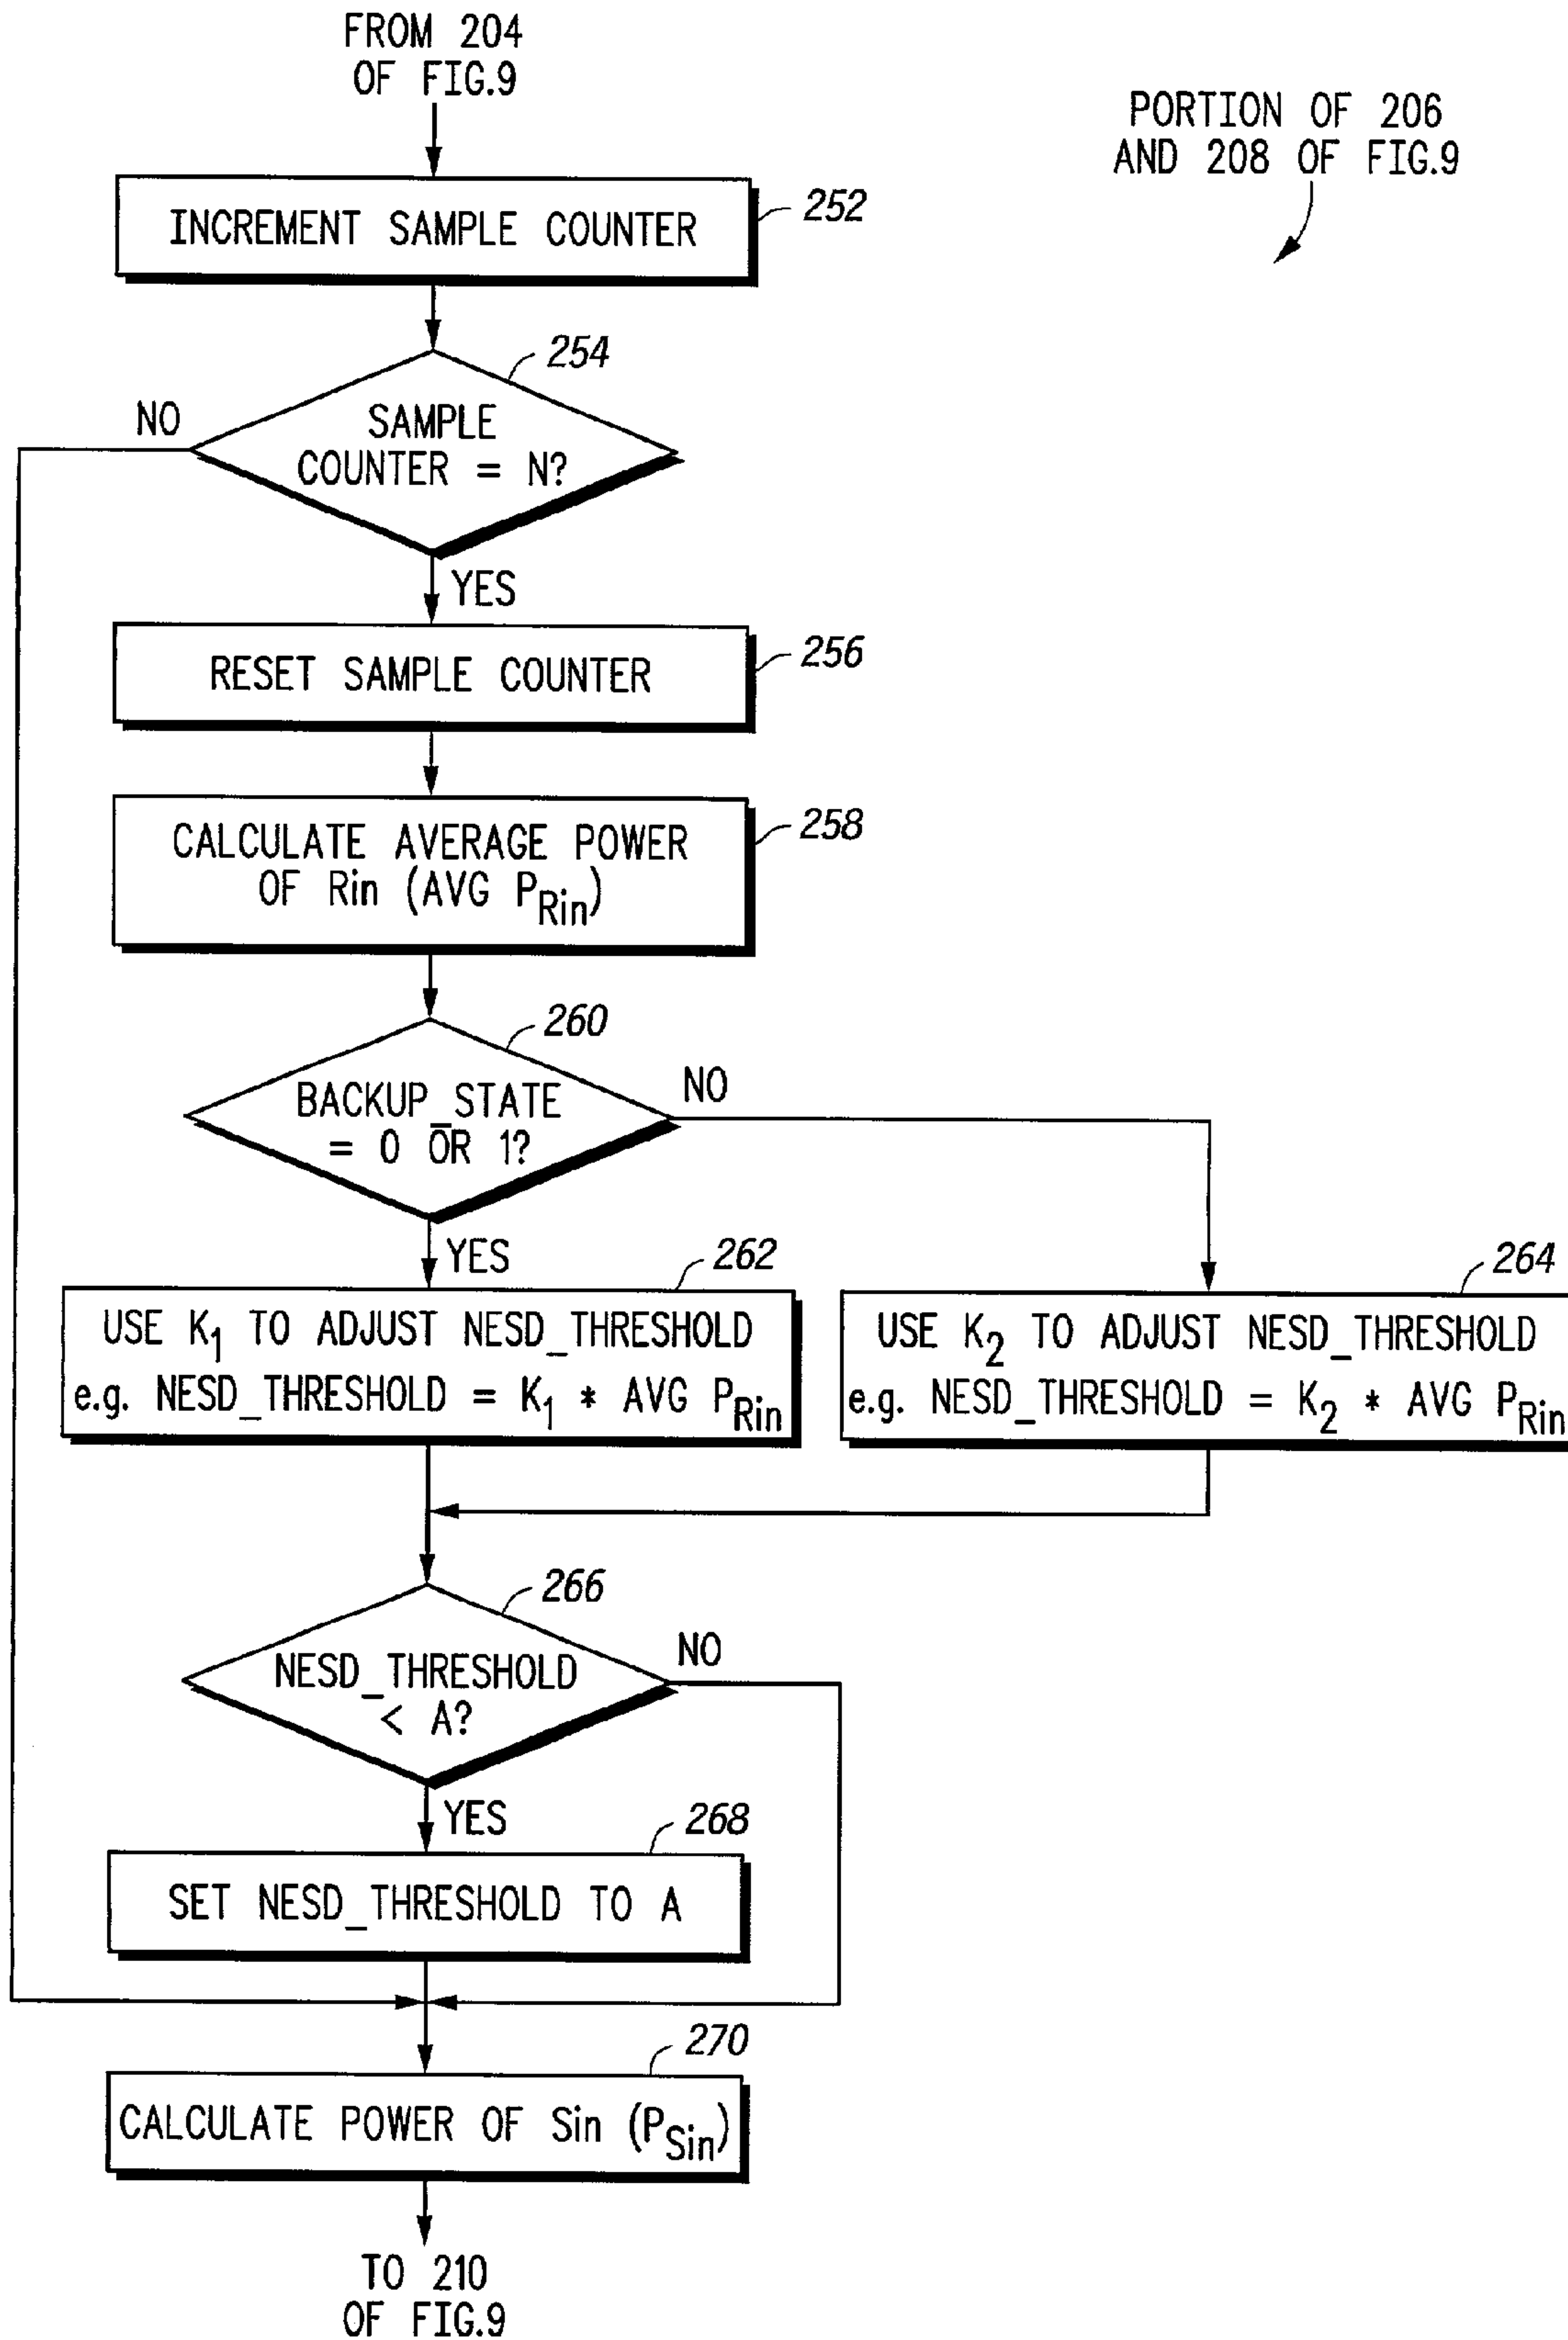 FROM 204
OF FIG.9
PORTION OF 206
AND 208 OF FIG.9
INCREMENT SAMPLE COUNTER
252
254
SAMPLE
COUNTER = N?
NO
YES
RESET SAMPLE COUNTER
256
CALCULATE AVERAGE POWER
OF Rin (AVG PRin)
258
260
BACKUP_STATE
= 0 OR 1?
NO
YES
262
USE K1 TO ADJUST NESD_THRESHOLD
e.g. NESD_THRESHOLD = K1 * AVG PRin
264
USE K2 TO ADJUST NESD_THRESHOLD
e.g. NESD_THRESHOLD = K2 * AVG PRin
266
NESD_THRESHOLD
< A?
NO
YES
268
SET NESD_THRESHOLD TO A
270
CALCULATE POWER OF Sin (PSin)
TO 210
OF FIG.9